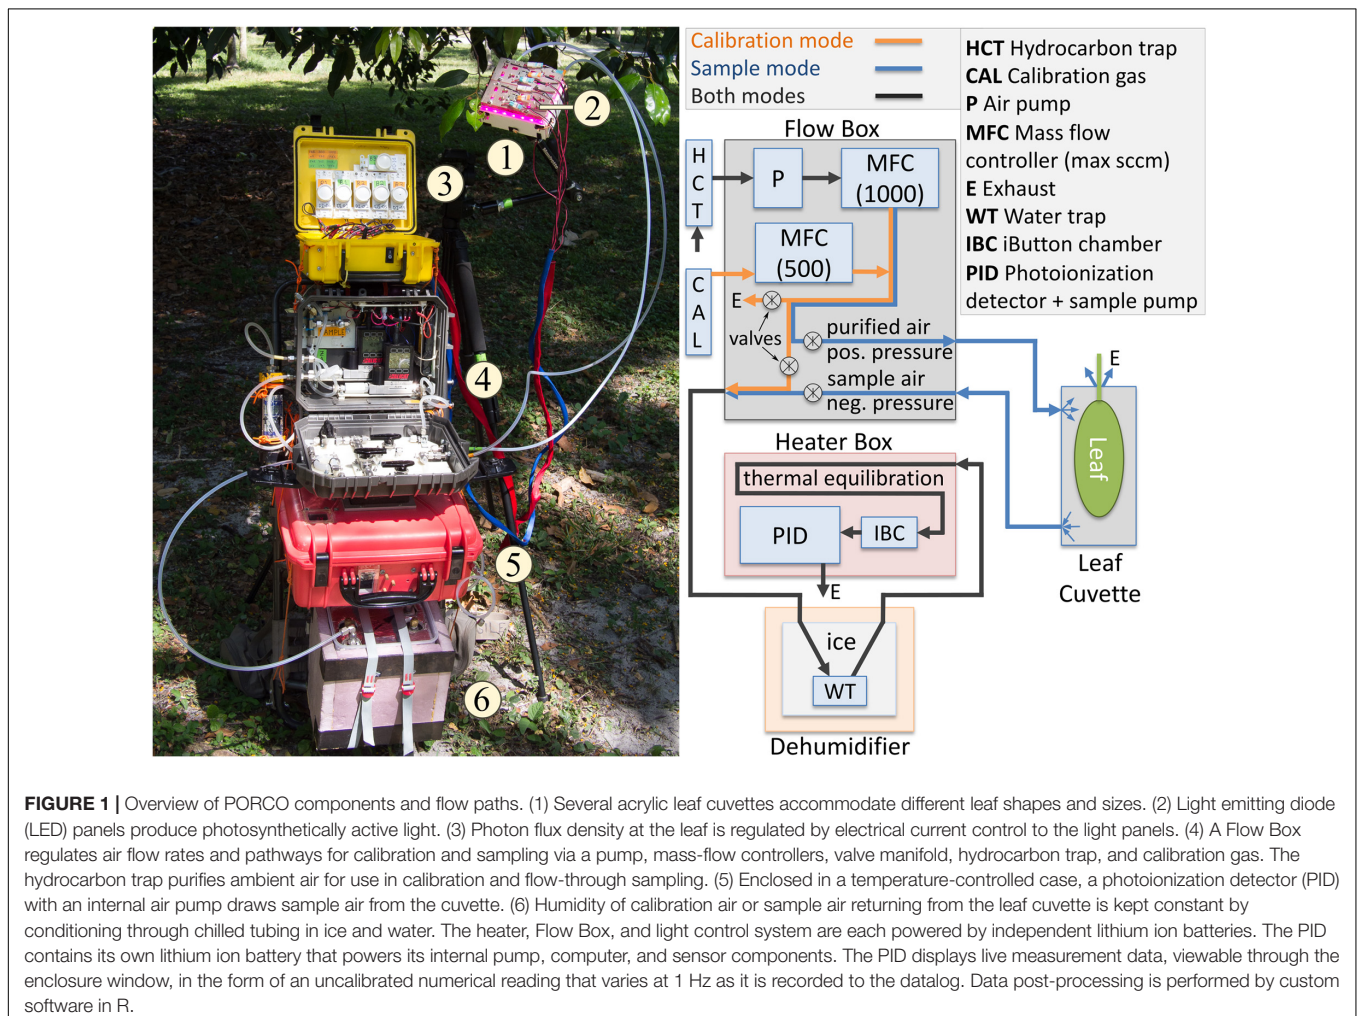 1
2
3
4
5
6
SAMPLE
Calibration mode
Sample mode
Both modes
HCT Hydrocarbon trap
CAL Calibration gas
P Air pump
MFC Mass flow
controller (max sccm)
E Exhaust
WT Water trap
IBC iButton chamber
PID Photoionization
detector + sample pump
Flow Box
HCT
P
MFC
(1000)
MFC
(500)
CAL
E
valves
purified air
pos. pressure
sample air
neg. pressure
E
Leaf
Leaf
Cuvette
Heater Box
thermal equilibration
PID
IBC
E
ice
WT
Dehumidifier
FIGURE 1 | Overview of PORCO components and flow paths. (1) Several acrylic leaf cuvettes accommodate different leaf shapes and sizes. (2) Light emitting diode
(LED) panels produce photosynthetically active light. (3) Photon flux density at the leaf is regulated by electrical current control to the light panels. (4) A Flow Box
regulates air flow rates and pathways for calibration and sampling via a pump, mass-flow controllers, valve manifold, hydrocarbon trap, and calibration gas. The
hydrocarbon trap purifies ambient air for use in calibration and flow-through sampling. (5) Enclosed in a temperature-controlled case, a photoionization detector (PID)
with an internal air pump draws sample air from the cuvette. (6) Humidity of calibration air or sample air returning from the leaf cuvette is kept constant by
conditioning through chilled tubing in ice and water. The heater, Flow Box, and light control system are each powered by independent lithium ion batteries. The PID
contains its own lithium ion battery that powers its internal pump, computer, and sensor components. The PID displays live measurement data, viewable through the
enclosure window, in the form of an uncalibrated numerical reading that varies at 1 Hz as it is recorded to the datalog. Data post-processing is performed by custom
software in R.